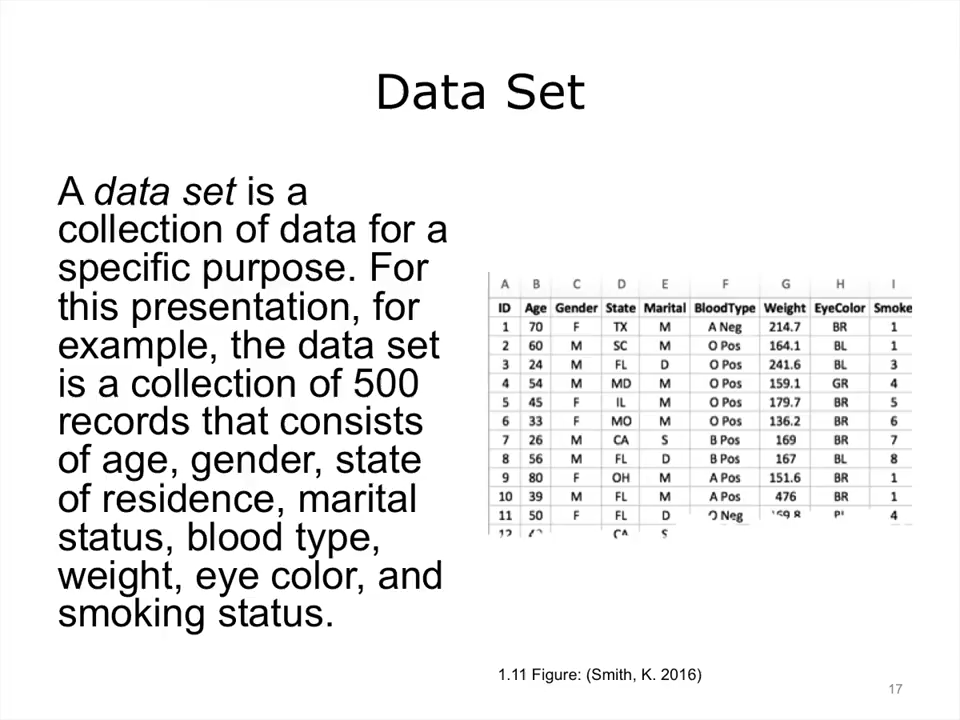 Data Set
A data set is a
collection of data for a
specific purpose. For
this presentation, for
example, the data set
is a collection of 500
records that consists
of age, gender, state
of residence, marital
status, blood type,
weight, eye color, and
smoking status.
A B C D E F G H I
ID Age Gender State Marital BloodType Weight EyeColor Smoke
1 70 F TX M A Neg 214.7 BR 1
2 60 M SC M O Pos 164.1 BL 1
3 24 M FL D O Pos 241.6 BL 3
4 54 M MD M O Pos 159.1 GR 4
5 45 F IL M O Pos 179.7 BR 5
6 33 F MO M O Pos 136.2 BR 6
7 26 M CA S B Pos 169 BR 7
8 56 M FL D B Pos 167 BL 8
9 80 F OH M A Pos 151.6 BR 1
10 39 M FL M A Pos 476 BR 1
11 50 F FL D O Neg 4
12 CA S
1.11 Figure: (Smith, K. 2016)
17